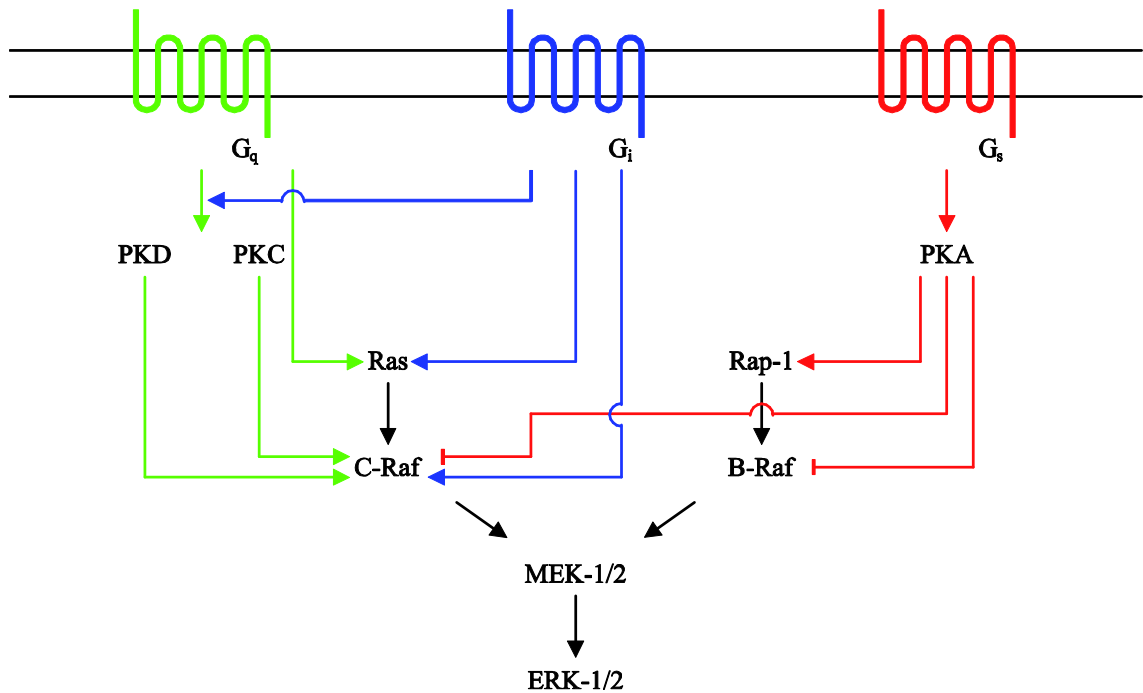 Gq Gi Gs
PKD PKC PKA
Ras Rap-1
C-Raf B-Raf
MEK-1/2
ERK-1/2